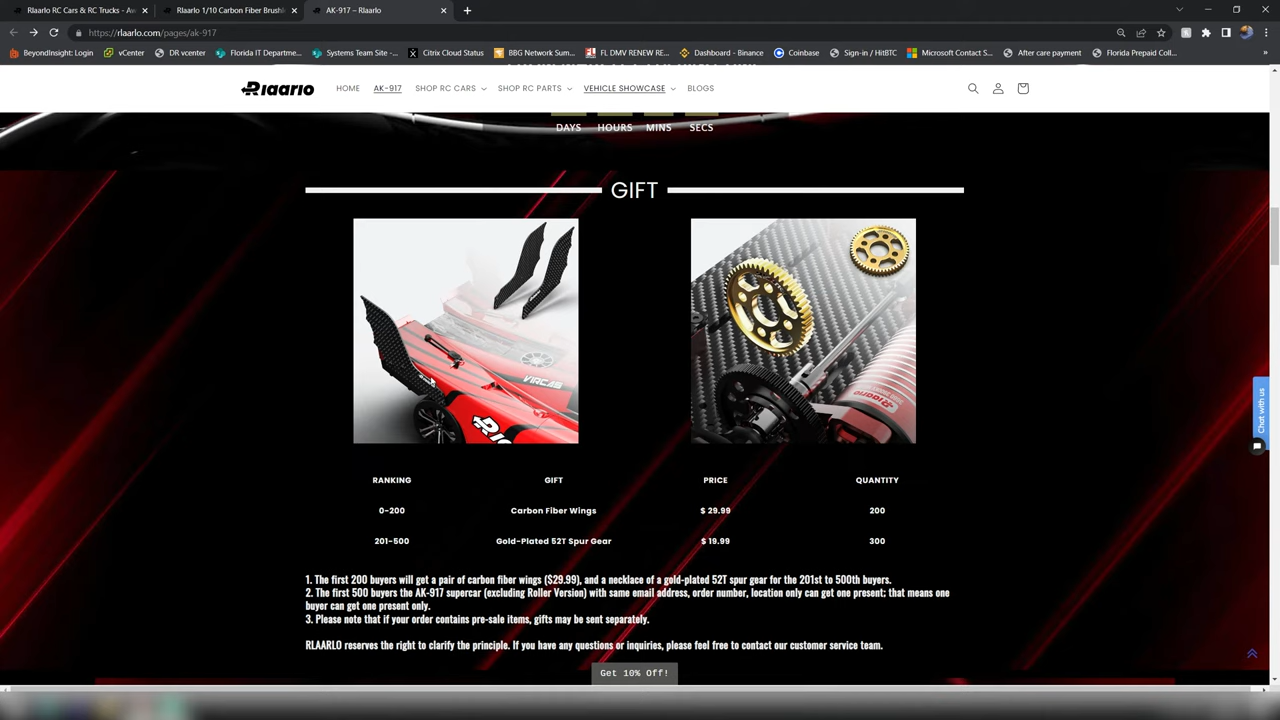 Rlaarlo RC Cars & RC Trucks - Aw
Rlaarlo 1/10 Carbon Fiber Brushl
AK-917 – Rlaarlo
https://rlaarlo.com/pages/ak-917
BeyondInsight: Login
vCenter
DR vcenter
Florida IT Departme...
Systems Team Site -...
Citrix Cloud Status
BBG Network Sum...
FL DMV RENEW RE...
Dashboard - Binance
Coinbase
Sign-in / HitBTC
Microsoft Contact S...
After care payment
Florida Prepaid Coll...
Rlaarlo
HOME
AK-917
SHOP RC CARS
SHOP RC PARTS
VEHICLE SHOWCASE
BLOGS
DAYS HOURS MINS SECS
GIFT
VIRCAS
RANKING GIFT PRICE QUANTITY
0-200 Carbon Fiber Wings $ 29.99 200
201-500 Gold-Plated 52T Spur Gear $ 19.99 300
1. The first 200 buyers will get a pair of carbon fiber wings ($29.99), and a necklace of a gold-plated 52T spur gear for the 201st to 500th buyers.
2. The first 500 buyers the AK-917 supercar (excluding Roller Version) with same email address, order number, location only can get one present; that means one
buyer can get one present only.
3. Please note that if your order contains pre-sale items, gifts may be sent separately.
RLAARLO reserves the right to clarify the principle. If you have any questions or inquiries, please feel free to contact our customer service team.
Get 10% Off!
Chat with us